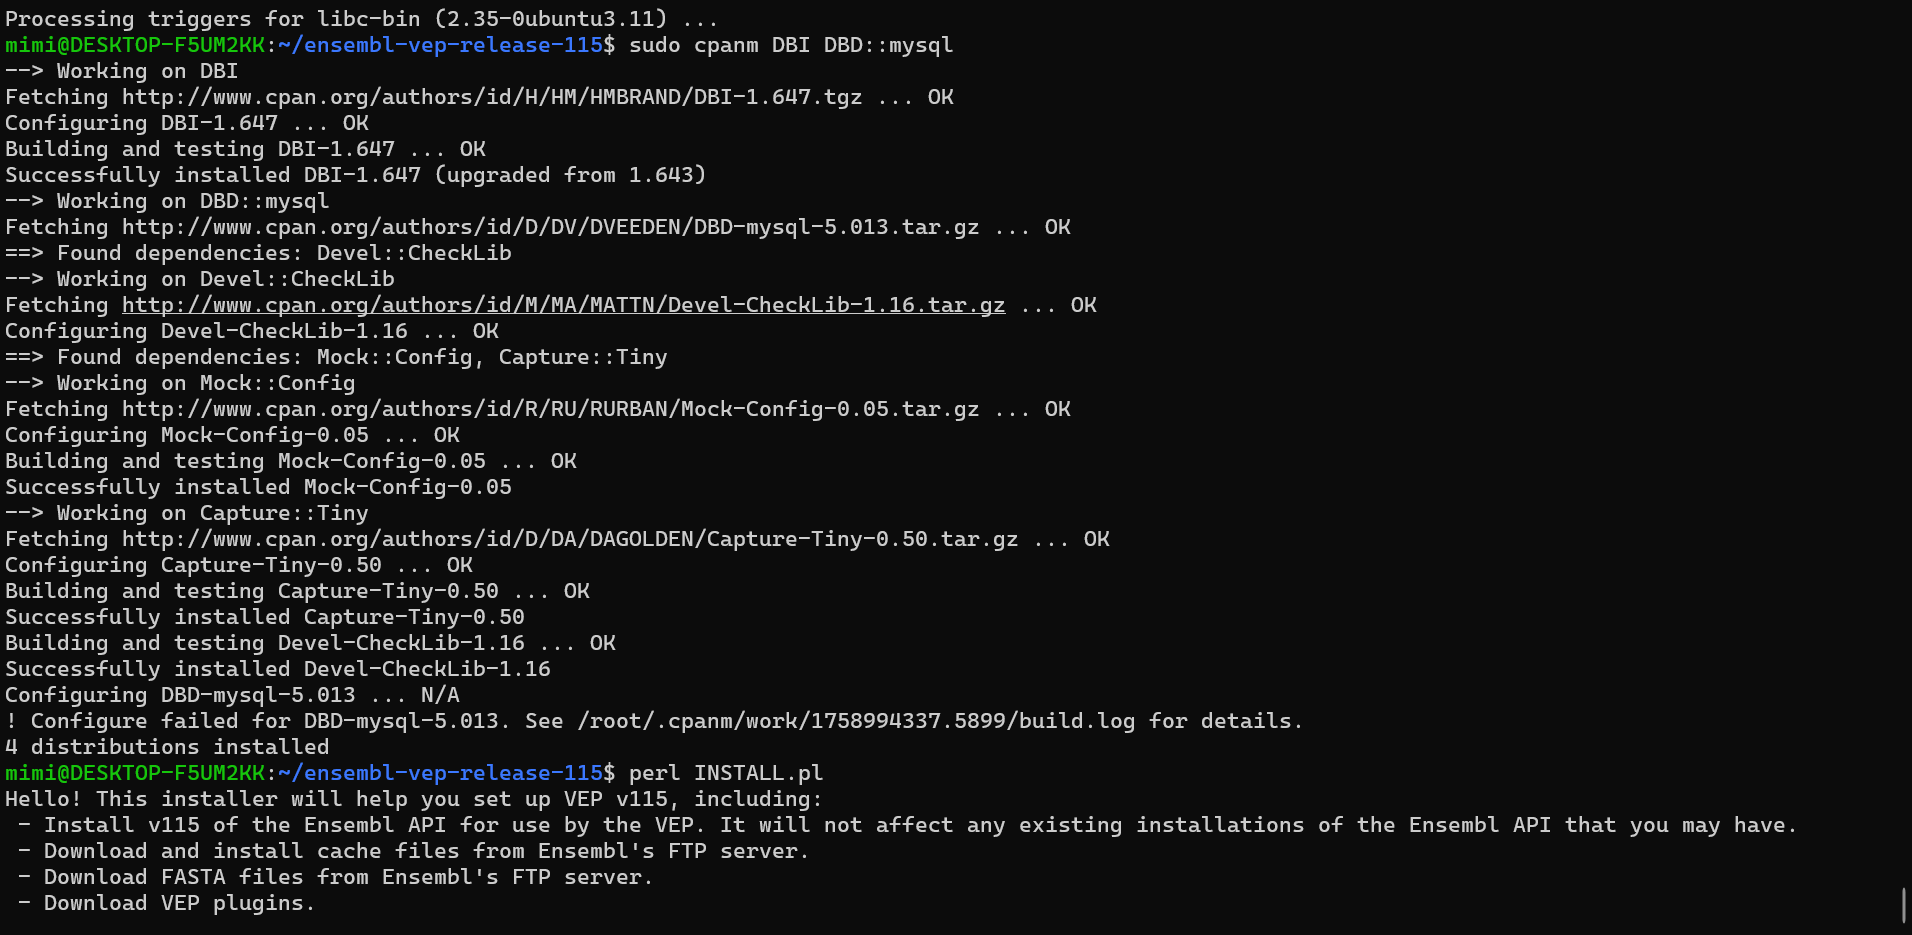 Processing triggers for libc-bin (2.35-0ubuntu3.11) ...
mimi@DESKTOP-F5UM2KK:~/ensembl-vep-release-115$ sudo cpanm DBI DBD::mysql
--> Working on DBI
Fetching http://www.cpan.org/authors/id/H/HM/HMBRAND/DBI-1.647.tgz ... OK
Configuring DBI-1.647 ... OK
Building and testing DBI-1.647 ... OK
Successfully installed DBI-1.647 (upgraded from 1.643)
--> Working on DBD::mysql
Fetching http://www.cpan.org/authors/id/D/DV/DVEEDEN/DBD-mysql-5.013.tar.gz ... OK
==> Found dependencies: Devel::CheckLib
--> Working on Devel::CheckLib
Fetching http://www.cpan.org/authors/id/M/MA/MATTN/Devel-CheckLib-1.16.tar.gz ... OK
Configuring Devel-CheckLib-1.16 ... OK
==> Found dependencies: Mock::Config, Capture::Tiny
--> Working on Mock::Config
Fetching http://www.cpan.org/authors/id/R/RU/RURBAN/Mock-Config-0.05.tar.gz ... OK
Configuring Mock-Config-0.05 ... OK
Building and testing Mock-Config-0.05 ... OK
Successfully installed Mock-Config-0.05
--> Working on Capture::Tiny
Fetching http://www.cpan.org/authors/id/D/DA/DAGOLDEN/Capture-Tiny-0.50.tar.gz ... OK
Configuring Capture-Tiny-0.50 ... OK
Building and testing Capture-Tiny-0.50 ... OK
Successfully installed Capture-Tiny-0.50
Building and testing Devel-CheckLib-1.16 ... OK
Successfully installed Devel-CheckLib-1.16
Configuring DBD-mysql-5.013 ... N/A
! Configure failed for DBD-mysql-5.013. See /root/.cpanm/work/1758994337.5899/build.log for details.
4 distributions installed
mimi@DESKTOP-F5UM2KK:~/ensembl-vep-release-115$ perl INSTALL.pl
Hello! This installer will help you set up VEP v115, including:
 - Install v115 of the Ensembl API for use by the VEP. It will not affect any existing installations of the Ensembl API that you may have.
 - Download and install cache files from Ensembl's FTP server.
 - Download FASTA files from Ensembl's FTP server.
 - Download VEP plugins.